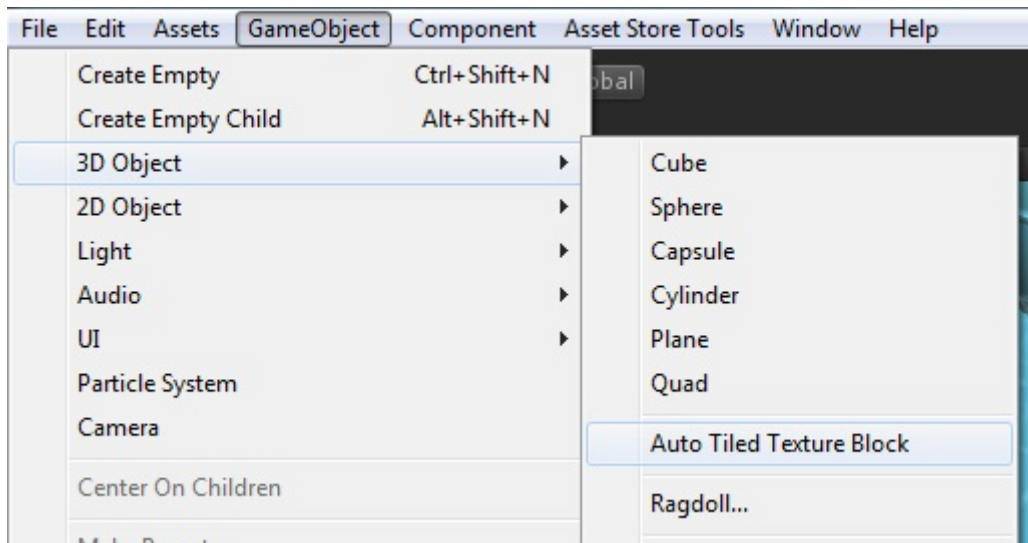 File Edit Assets GameObject Component Asset Store Tools Window Help
Create Empty Ctrl+Shift+N
Create Empty Child Alt+Shift+N
3D Object
2D Object
Light
Audio
UI
Particle System
Camera
Center On Children
obal
Cube
Sphere
Capsule
Cylinder
Plane
Quad
Auto Tiled Texture Block
Ragdoll...